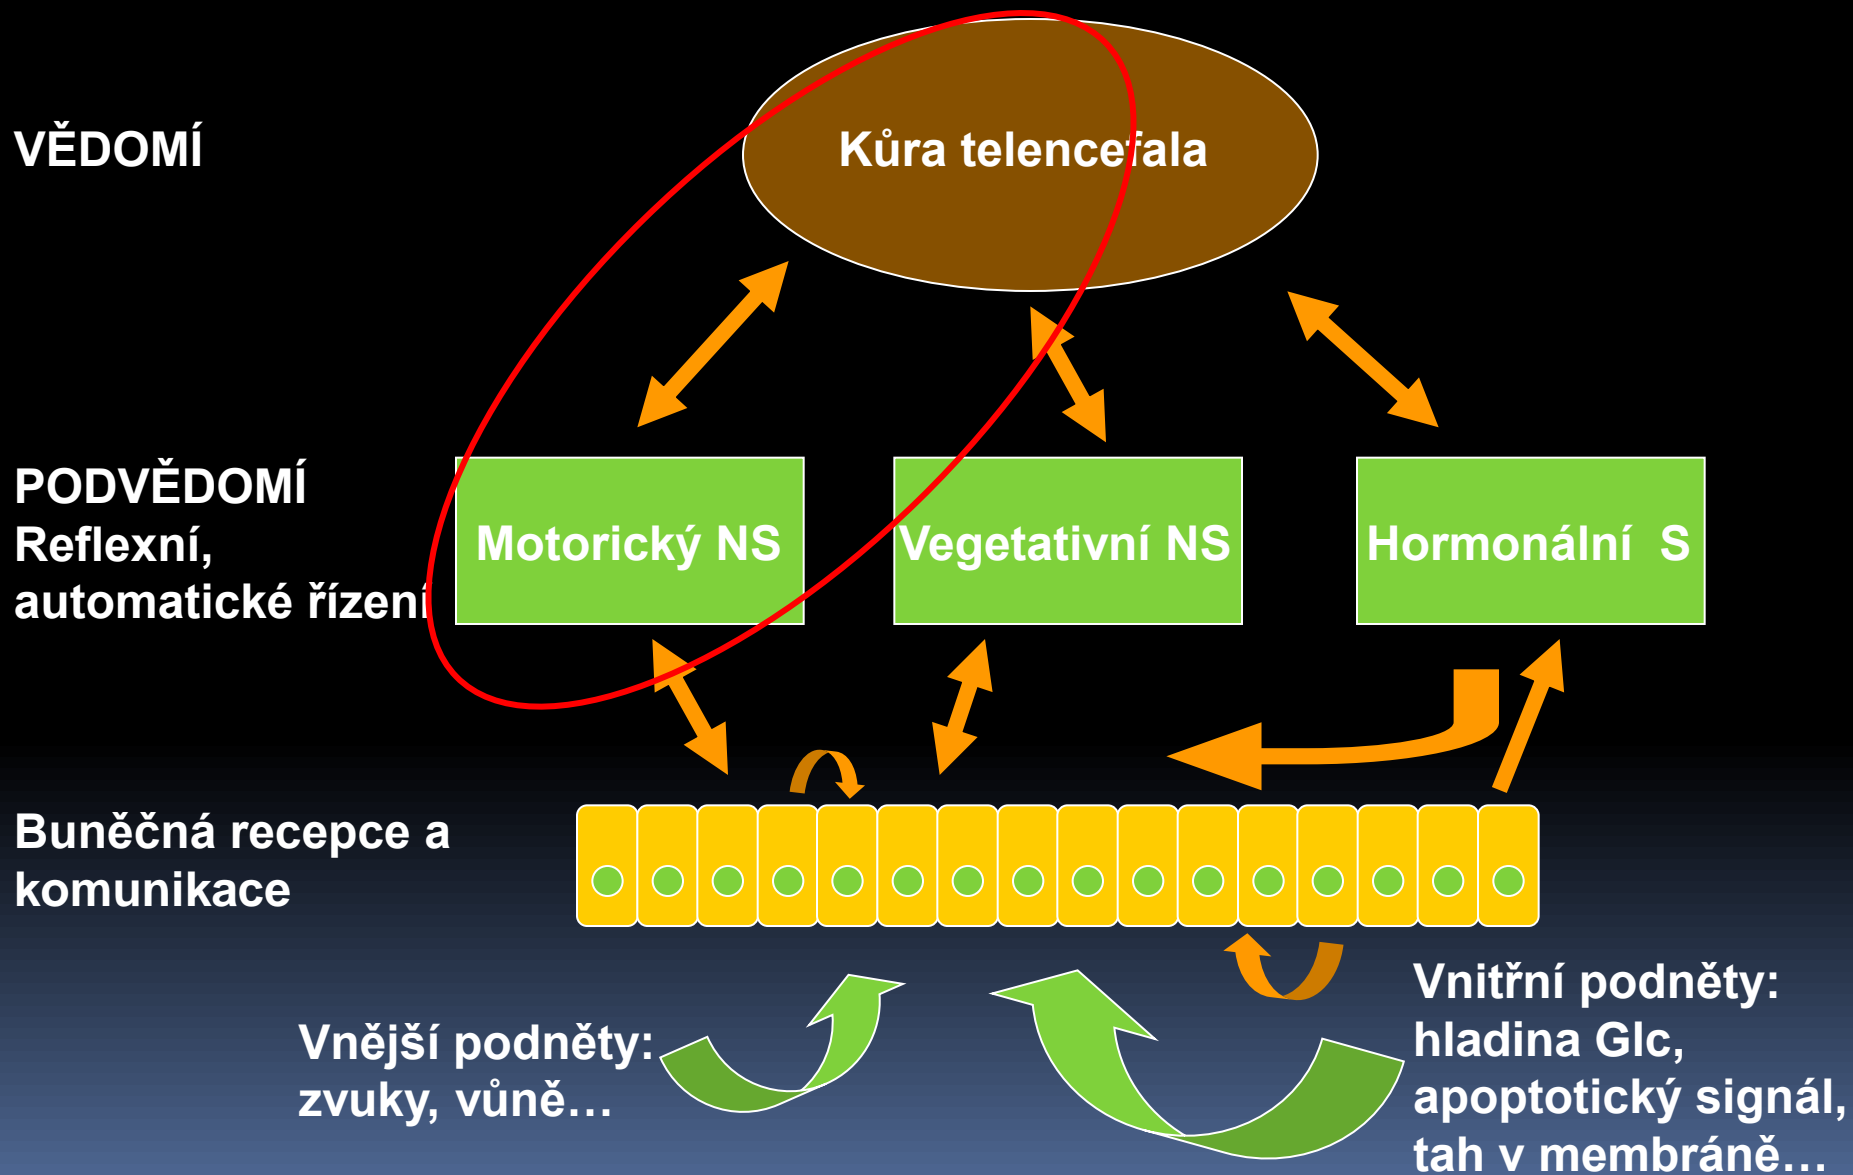 VĚDOMÍ
Kůra telencefala
PODVĚDOMÍ
Reflexní,
automatické řízení
Motorický NS
Vegetativní NS
Hormonální S
Buněčná recepce a
komunikace
Vnější podněty:
zvuky, vůně…
Vnitřní podněty:
hladina Glc,
apoptotický signál,
tah v membráně…